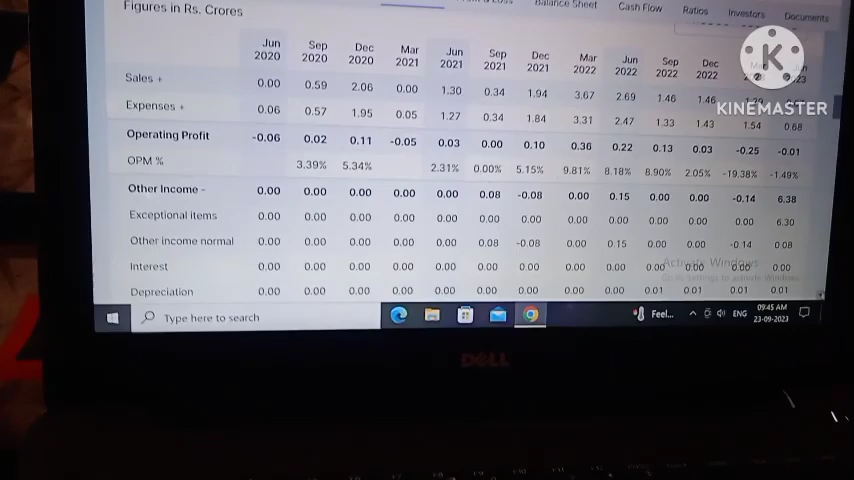 Balance Sheet Cash Flow Ratios Investors Documents
Figures in Rs. Crores
Jun 2020 Sep 2020 Dec 2020 Mar 2021 Jun 2021 Sep 2021 Dec 2021 Mar 2022 Jun 2022 Sep 2022 Dec 2022
KINEMASTER
Sales + 0.00 0.59 2.06 0.00 1.30 0.34 1.94 3.67 2.69 1.46 1.46 1.29
Expenses + 0.06 0.57 1.95 0.05 1.27 0.34 1.84 3.31 2.47 1.33 1.43 1.54 0.68
Operating Profit -0.06 0.02 0.11 -0.05 0.03 0.00 0.10 0.36 0.22 0.13 0.03 -0.25 -0.01
OPM % 3.39% 5.34% 2.31% 0.00% 5.15% 9.81% 8.18% 8.90% 2.05% -19.38% -1.49%
Other Income - 0.00 0.00 0.00 0.00 0.00 0.08 -0.08 0.00 0.15 0.00 0.00 -0.14 6.38
Exceptional items 0.00 0.00 0.00 0.00 0.00 0.00 0.00 0.00 0.00 0.00 0.00 0.00 6.30
Other income normal 0.00 0.00 0.00 0.00 0.00 0.08 -0.08 0.00 0.15 0.00 0.00 -0.14 0.08
Activate Windows
Interest 0.00 0.00 0.00 0.00 0.00 0.00 0.00 0.00 0.00 0.00 0.00 0.00 0.00
Go to Settings to activate Windows.
Depreciation 0.00 0.00 0.00 0.00 0.00 0.00 0.00 0.00 0.00 0.01 0.01 0.01 0.01
Type here to search Feel... ENG 09:45 AM
23-09-2023
DELL